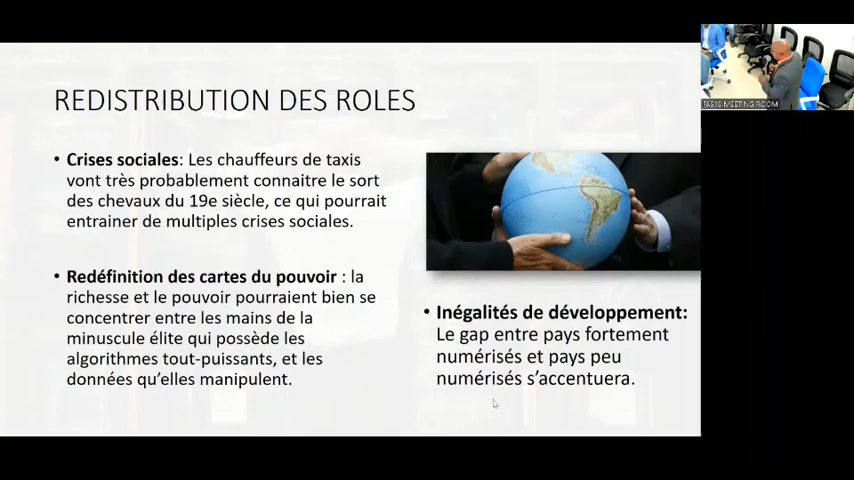 REDISTRIBUTION DES ROLES
• Crises sociales: Les chauffeurs de taxis
vont très probablement connaitre le sort
des chevaux du 19e siècle, ce qui pourrait
entrainer de multiples crises sociales.
• Redéfinition des cartes du pouvoir : la
richesse et le pouvoir pourraient bien se
concentrer entre les mains de la
minuscule élite qui possède les
algorithmes tout-puissants, et les
données qu'elles manipulent.
• Inégalités de développement:
Le gap entre pays fortement
numérisés et pays peu
numérisés s'accentuera.
MEETING ROOM